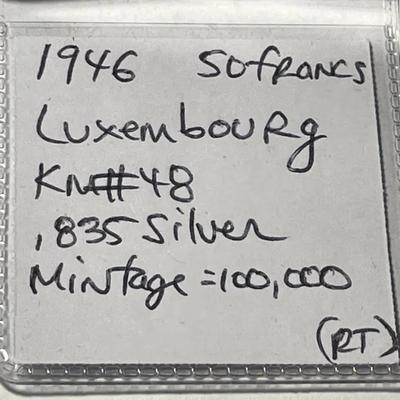 1946 50francs
Luxembourg
KM#48
.835 Silver
Mintage = 100,000
(RT)